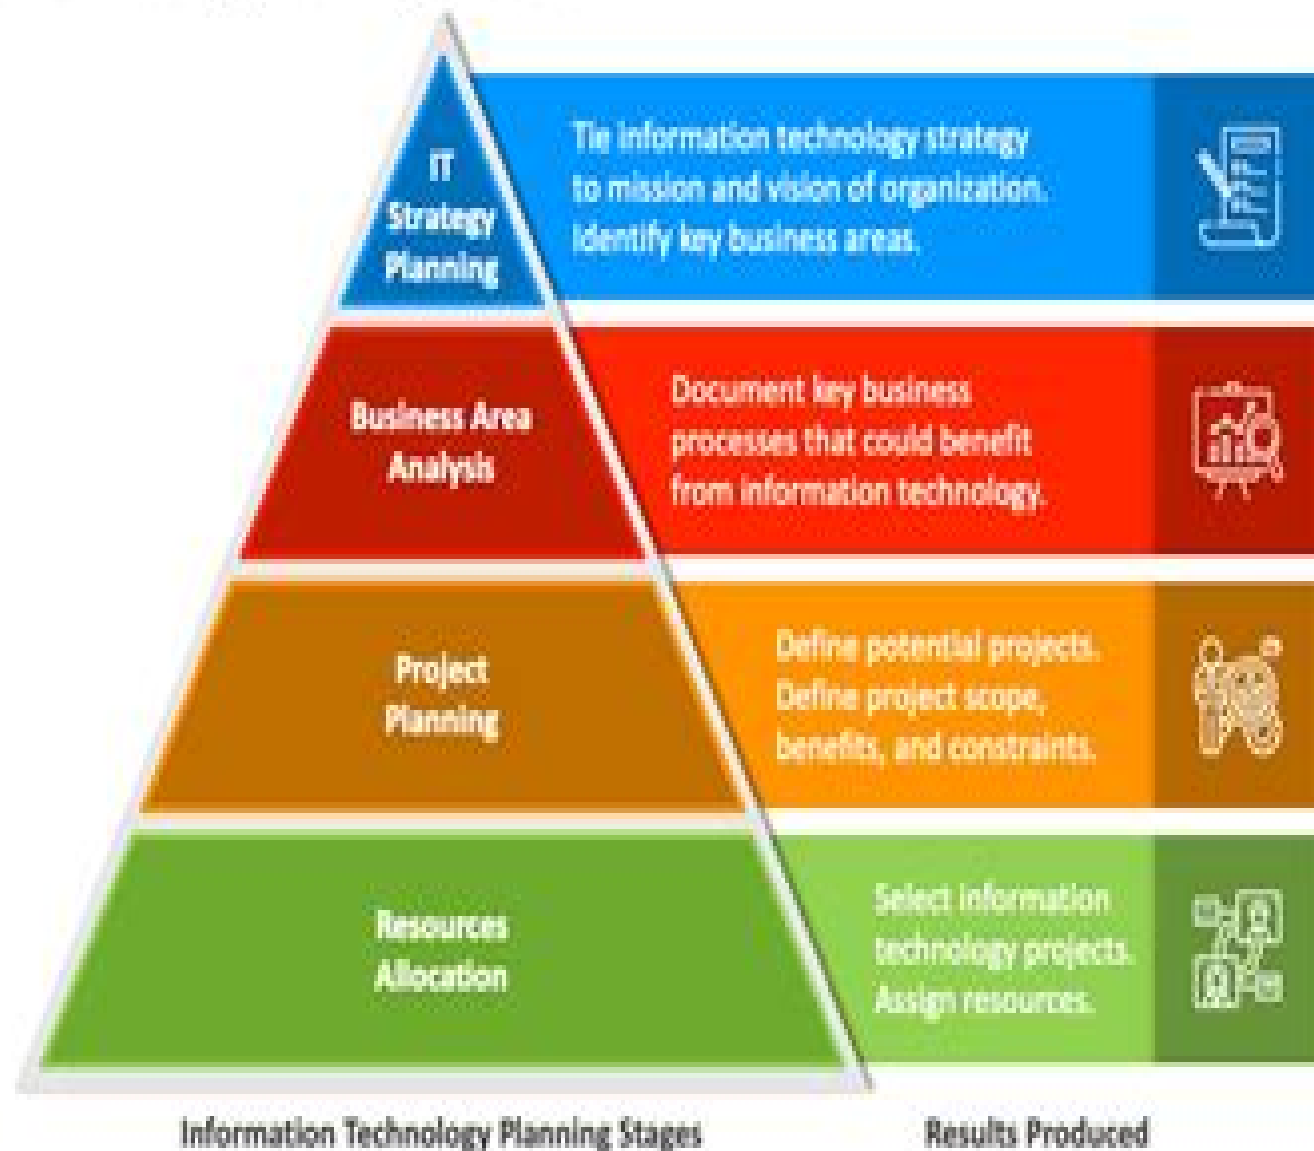 IT
Strategy
Planning
Tie information technology strategy
to mission and vision of organization.
Identify key business areas.
Business Area
Analysis
Document key business
processes that could benefit
from information technology.
Project
Planning
Define potential projects.
Define project scope,
benefits, and constraints.
Resources
Allocation
Select information
technology projects.
Assign resources.
Information Technology Planning Stages
Results Produced